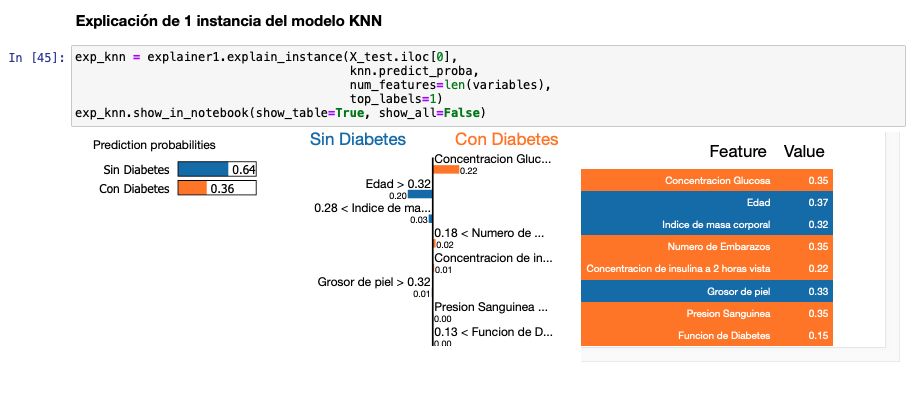 Explicación de 1 instancia del modelo KNN
In [45]:
exp_knn = explainer1.explain_instance(X_test.iloc[0],
knn.predict_proba,
num_features=len(variables),
top_labels=1)
exp_knn.show_in_notebook(show_table=True, show_all=False)
Prediction probabilities
Sin Diabetes 0.64
Con Diabetes 0.36
Sin Diabetes Con Diabetes
Concentracion Gluc...
0.22
Edad > 0.32
0.20
0.28 < Indice de ma...
0.03
0.18 < Numero de ...
0.02
Concentracion de in...
0.01
Grosor de piel > 0.32
0.01
Presion Sanguinea ...
0.00
0.13 < Funcion de D...
0.00
Feature Value
Concentracion Glucosa 0.35
Edad 0.37
Indice de masa corporal 0.32
Numero de Embarazos 0.35
Concentracion de insulina a 2 horas vista 0.22
Grosor de piel 0.33
Presion Sanguinea 0.35
Funcion de Diabetes 0.15